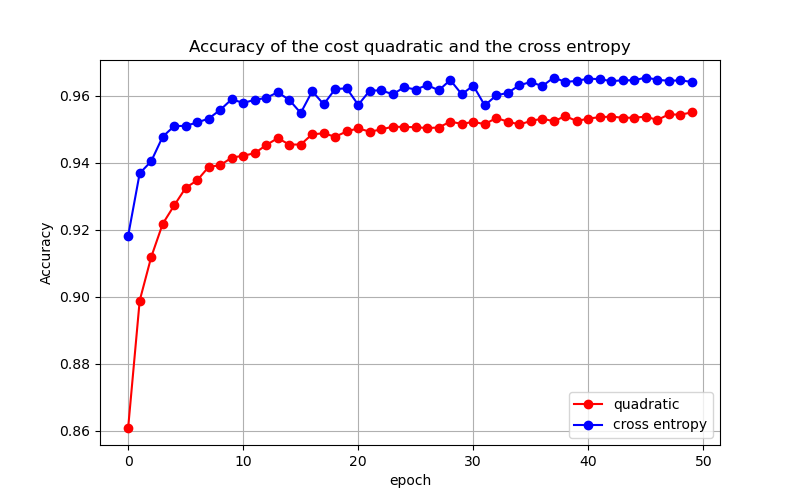 Accuracy of the cost quadratic and the cross entropy
Accuracy
0.96
0.94
0.92
0.90
0.88
0.86
0
10
20
30
40
50
epoch
quadratic
cross entropy